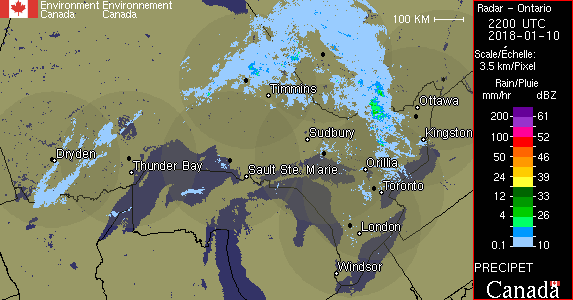 Environment Environnement
Canada Canada
100 KM
Timmins
Ottawa
Sudbury
Kingston
Dryden
Thunder Bay
Sault Ste. Marie
Orillia
Toronto
London
Windsor
Radar - Ontario
2200 UTC
2018-01-10
Scale/Échelle:
3.5 km/Pixel
Rain/Pluie
mm/hr dBZ
200 61
100 52
50 46
24 39
12 33
4 26
0.1 10
PRECIPET
Canada